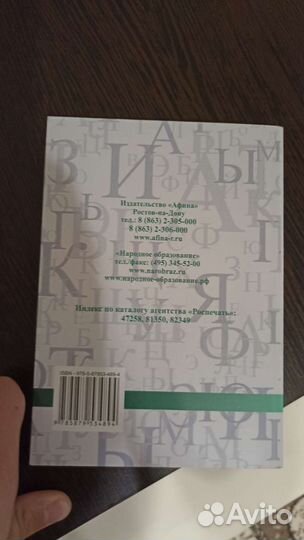 Издательство «Афина»
Ростов-на-Дону
тел.: 8 (863) 2-305-000
8 (863) 2-306-000
www.afina-r.ru
«Народное образование»
тел./факс: (495) 345-52-00
www.narobraz.ru
www.народное-образование.рф
Индекс по каталогу агентства «Роспечать»:
47258, 81350, 82349
9785879534894
Avito